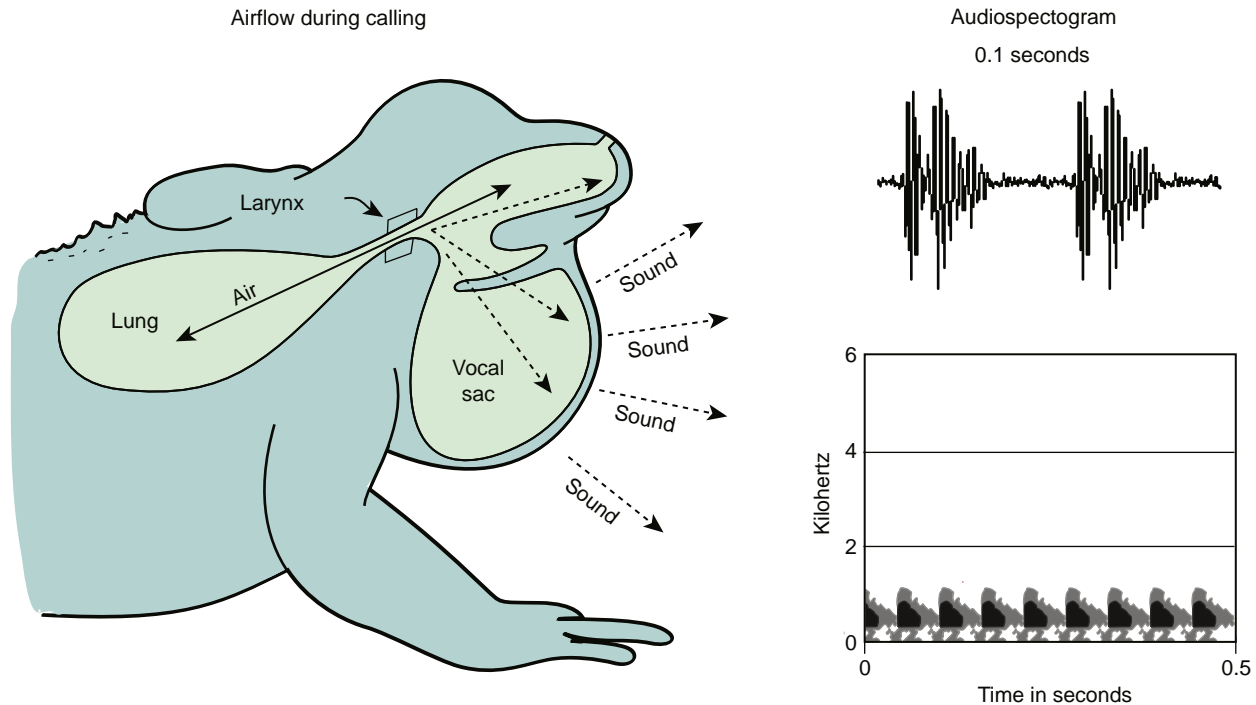 Airflow during calling
Larynx
Air
Lung
Vocal
sac
Sound
Sound
Sound
Sound
Audiospectogram
0.1 seconds
6
4
2
0
Kilohertz
0
0.5
Time in seconds